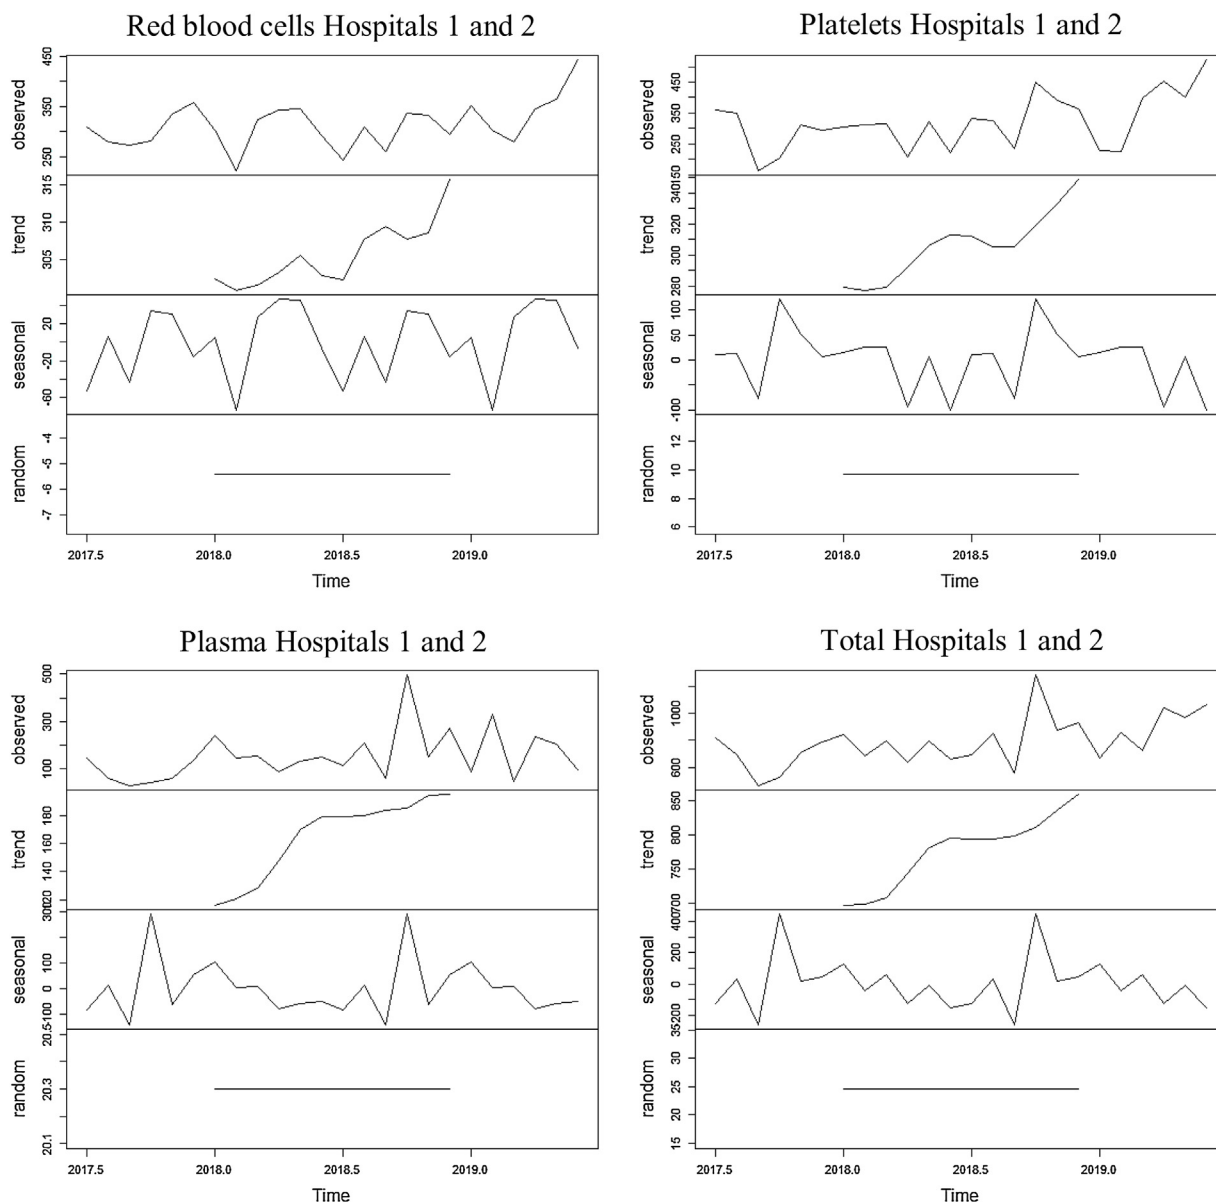 Red blood cells Hospitals 1 and 2
observed
250 350 450
trend
305 310 315
seasonal
-60 -20 20
random
-7 -6 -5 -4
2017.5 2018.0 2018.5 2019.0
Time
Platelets Hospitals 1 and 2
observed
150 250 350 450
trend
280 300 320 340
seasonal
-100 0 50 100
random
6 8 10 12
2017.5 2018.0 2018.5 2019.0
Time
Plasma Hospitals 1 and 2
observed
100 300 500
trend
120 140 160 180
seasonal
-100 0 100
random
20.1 20.3
2017.5 2018.0 2018.5 2019.0
Time
Total Hospitals 1 and 2
observed
600 1000
trend
700 750 800 850
seasonal
0 200 400
random
15 20 25 30 35
2017.5 2018.0 2018.5 2019.0
Time